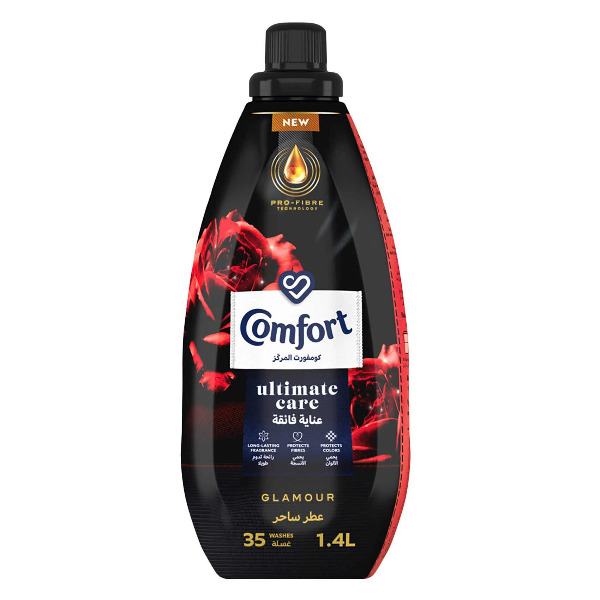 NEW
PRO-FIBRE
TECHNOLOGY
Comfort
كومفورت المركز
ultimate
care
عناية فائقة
LONG-LASTING
FRAGRANCE
رائحة تدوم
طويلا
PROTECTS
FIBRES
يحمي
الأنسجة
PROTECTS
COLORS
يحمي
الألوان
GLAMOUR
عطر ساحر
35 WASHES
غسلة
1.4L